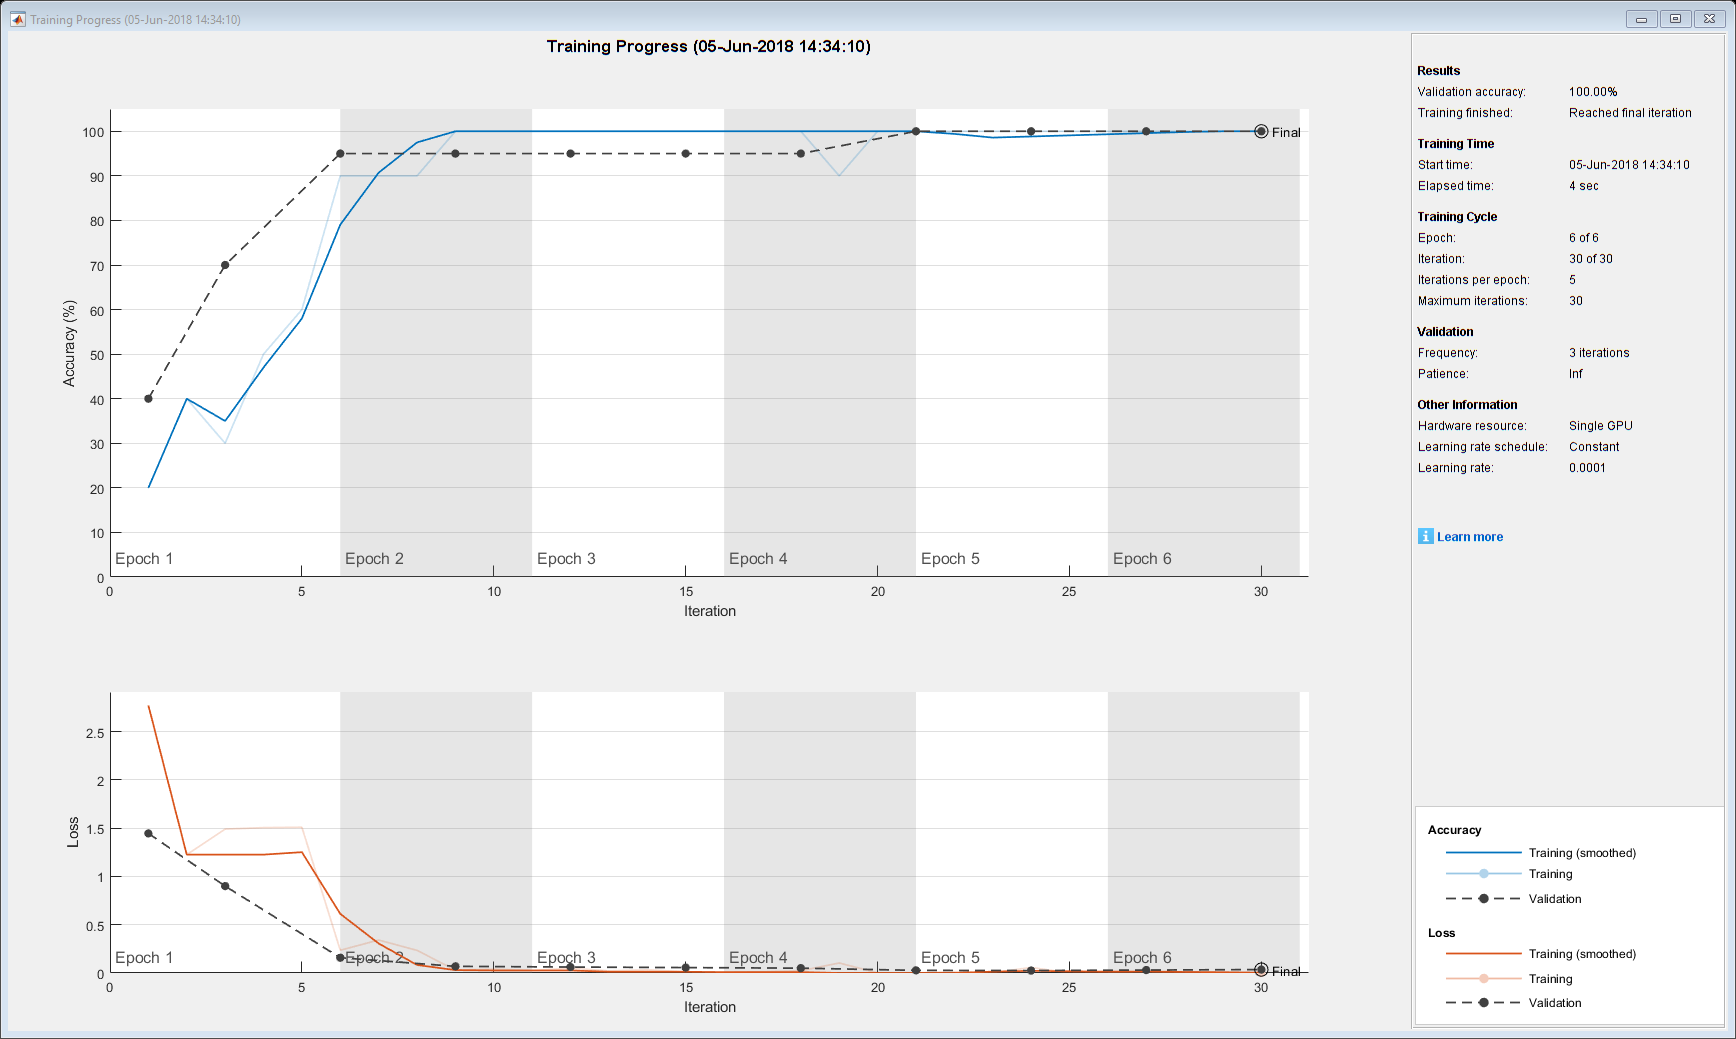 Training Progress (05-Jun-2018 14:34:10)
Training Progress (05-Jun-2018 14:34:10)
100
90
80
70
60
50
40
30
20
10
0
Accuracy (%)
Final
Epoch 1 Epoch 2 Epoch 3 Epoch 4 Epoch 5 Epoch 6
0 5 10 15 20 25 30
Iteration
2.5
2
1.5
1
0.5
0
Loss
Epoch 1 Epoch 2 Epoch 3 Epoch 4 Epoch 5 Epoch 6
Final
0 5 10 15 20 25 30
Iteration
Results
Validation accuracy: 100.00%
Training finished: Reached final iteration
Training Time
Start time: 05-Jun-2018 14:34:10
Elapsed time: 4 sec
Training Cycle
Epoch: 6 of 6
Iteration: 30 of 30
Iterations per epoch: 5
Maximum iterations: 30
Validation
Frequency: 3 iterations
Patience: Inf
Other Information
Hardware resource: Single GPU
Learning rate schedule: Constant
Learning rate: 0.0001
i Learn more
Accuracy
Training (smoothed)
Training
Validation
Loss
Training (smoothed)
Training
Validation